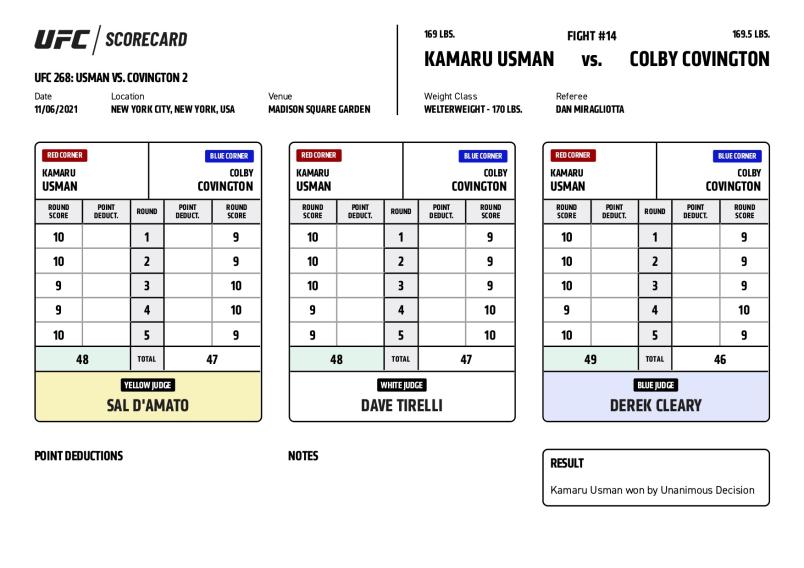 UFC / SCORECARD
UFC 268: USMAN VS. COVINGTON 2
Date Location Venue
11/06/2021 NEW YORK CITY, NEW YORK, USA MADISON SQUARE GARDEN
169 LBS. FIGHT #14 169.5 LBS.
KAMARU USMAN vs. COLBY COVINGTON
Weight Class Referee
WELTERWEIGHT - 170 LBS. DAN MIRAGLIOTTA
RED CORNER BLUE CORNER
KAMARU COLBY
USMAN COVINGTON
ROUND POINT ROUND POINT ROUND
SCORE DEDUCT. DEDUCT. SCORE
10 1 9
10 2 9
9 3 10
9 4 10
10 5 9
48 TOTAL 47
YELLOW JUDGE
SAL D'AMATO
RED CORNER BLUE CORNER
KAMARU COLBY
USMAN COVINGTON
ROUND POINT ROUND POINT ROUND
SCORE DEDUCT. DEDUCT. SCORE
10 1 9
10 2 9
10 3 9
9 4 10
9 5 9
48 TOTAL 47
WHITE JUDGE
DAVE TIRELLI
RED CORNER BLUE CORNER
KAMARU COLBY
USMAN COVINGTON
ROUND POINT ROUND POINT ROUND
SCORE DEDUCT. DEDUCT. SCORE
10 1 9
10 2 9
10 3 9
9 4 10
10 5 9
49 TOTAL 46
BLUE JUDGE
DEREK CLEARY
POINT DEDUCTIONS
NOTES
RESULT
Kamaru Usman won by Unanimous Decision